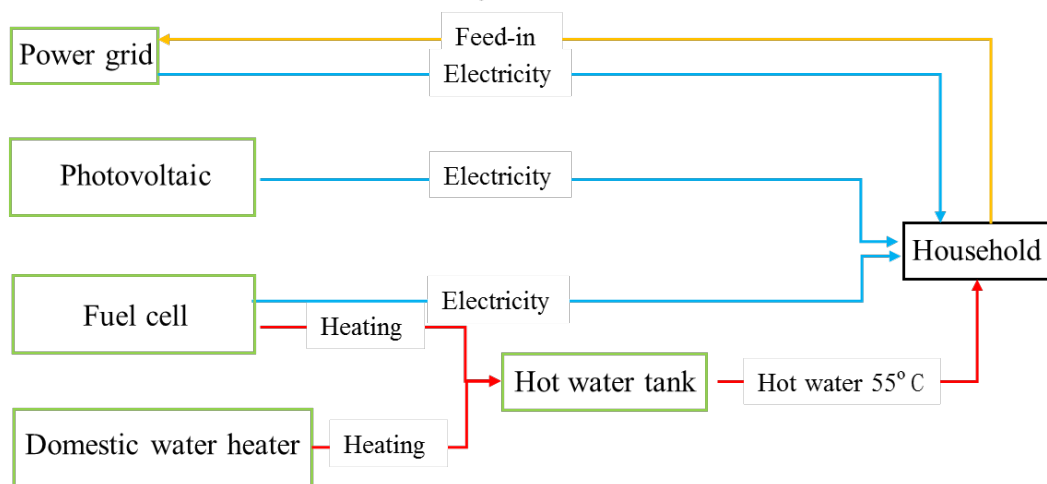 Feed-in
Power grid
Electricity
Photovoltaic
Electricity
Household
Electricity
Fuel cell
Heating
Hot water tank
Hot water 55°C
Domestic water heater
Heating